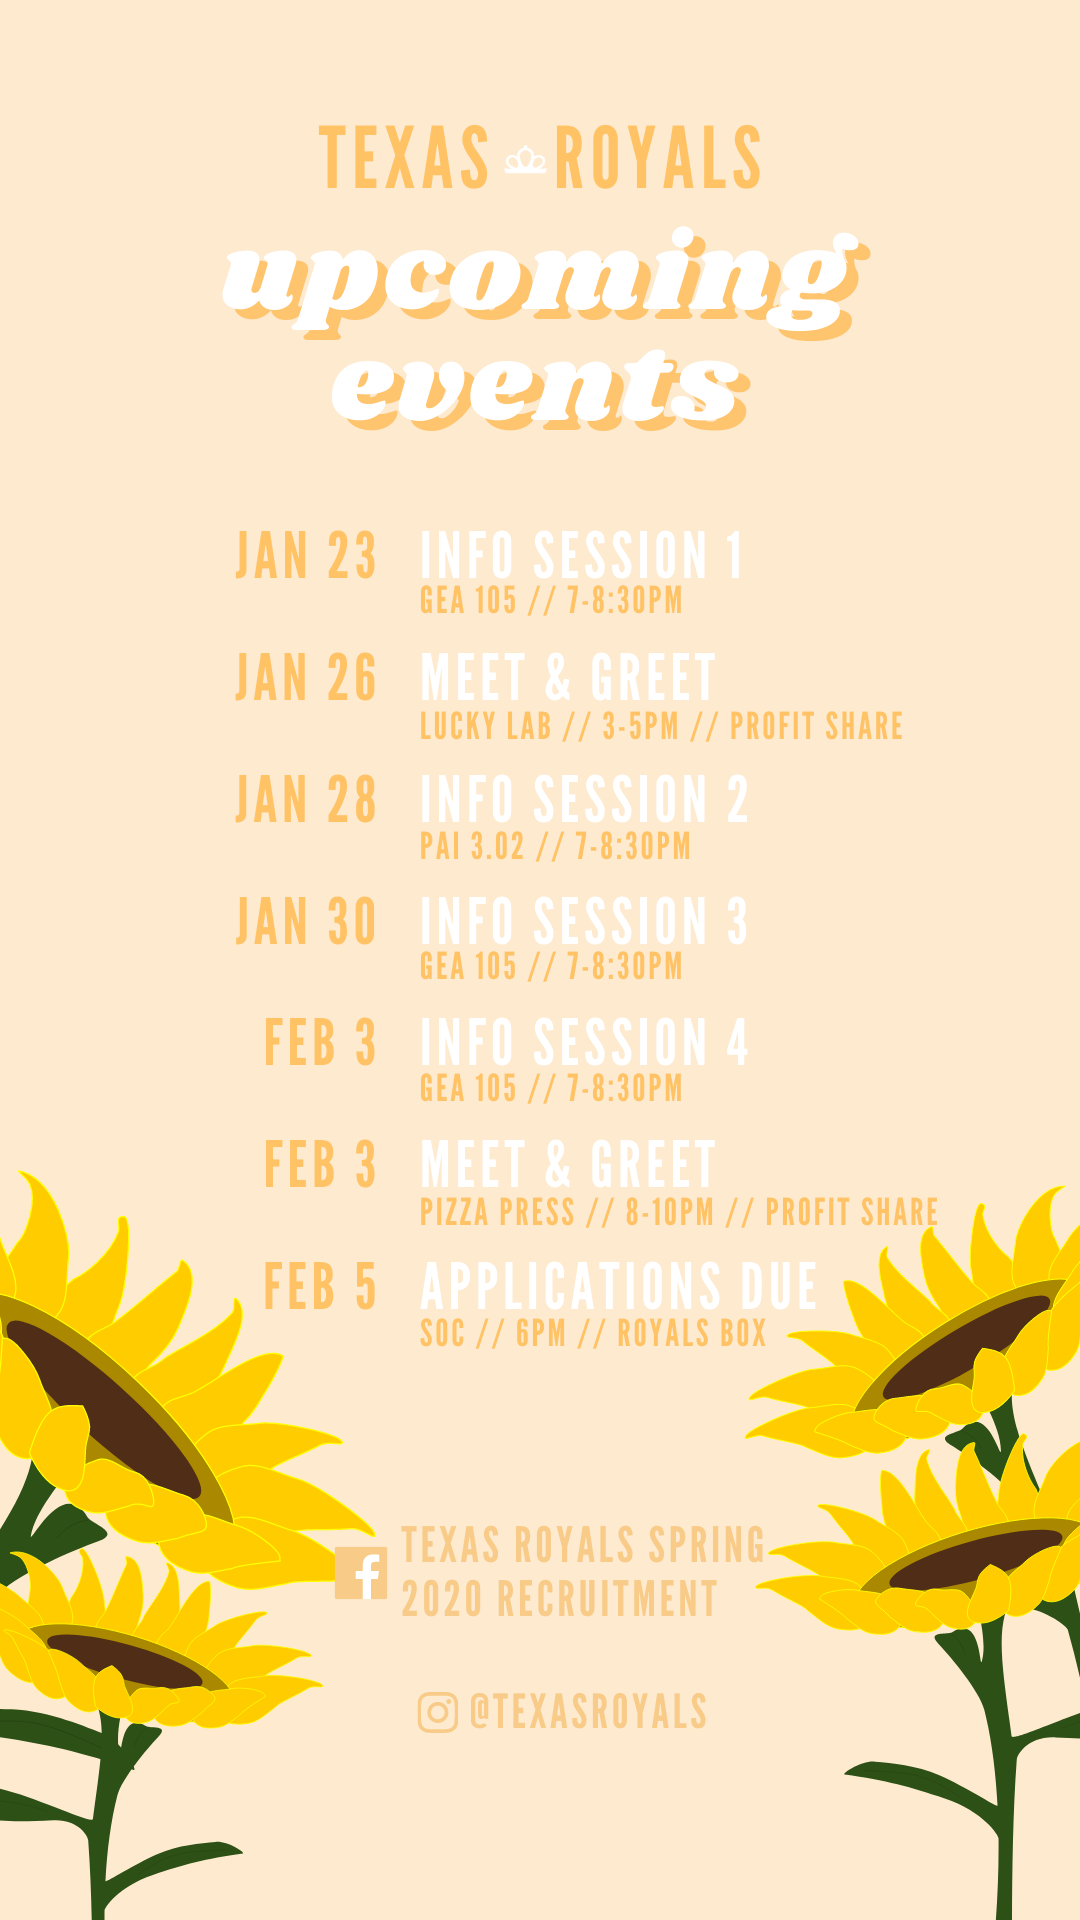 TEXAS ROYALS
upcoming
events
JAN 23 INFO SESSION 1
GEA 105 // 7-8:30PM
JAN 26 MEET & GREET
LUCKY LAB // 3-5PM // PROFIT SHARE
JAN 28 INFO SESSION 2
PAI 3.02 // 7-8:30PM
JAN 30 INFO SESSION 3
GEA 105 // 7-8:30PM
FEB 3 INFO SESSION 4
GEA 105 // 7-8:30PM
FEB 3 MEET & GREET
PIZZA PRESS // 8-10PM // PROFIT SHARE
FEB 5 APPLICATIONS DUE
SOC // 6PM // ROYALS BOX
TEXAS ROYALS SPRING
2020 RECRUITMENT
@TEXASROYALS